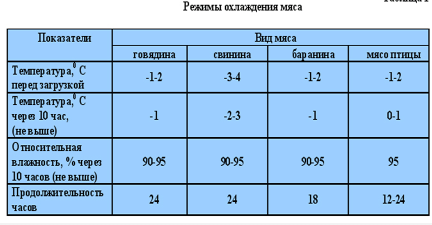 Режимы охлаждения мяса
Показатели
Вид мяса
говядина свинина баранина мясо птицы
Температура,⁰ С
перед загрузкой
-1-2 -3-4 -1-2 -1-2
Температура,⁰ С
через 10 час,
(не выше)
-1 -2-3 -1 0-1
Относительная
влажность, % через
10 часов (не выше)
90-95 90-95 90-95 95
Продолжительность
часов
24 24 18 12-24